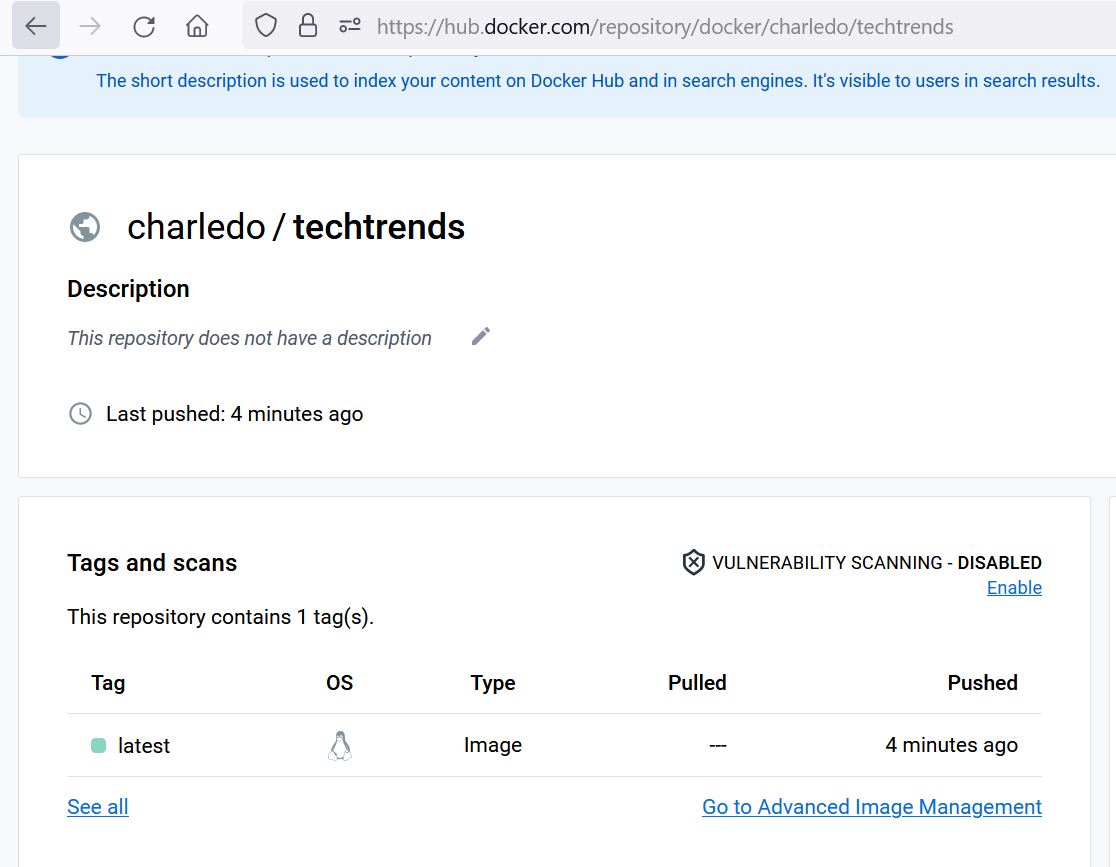 https://hub.docker.com/repository/docker/charledo/techtrends
The short description is used to index your content on Docker Hub and in search engines. It's visible to users in search results.
charledo / techtrends
Description
This repository does not have a description
Last pushed: 4 minutes ago
Tags and scans
VULNERABILITY SCANNING - DISABLED
Enable
This repository contains 1 tag(s).
Tag OS Type Pulled Pushed
latest Image --- 4 minutes ago
See all Go to Advanced Image Management